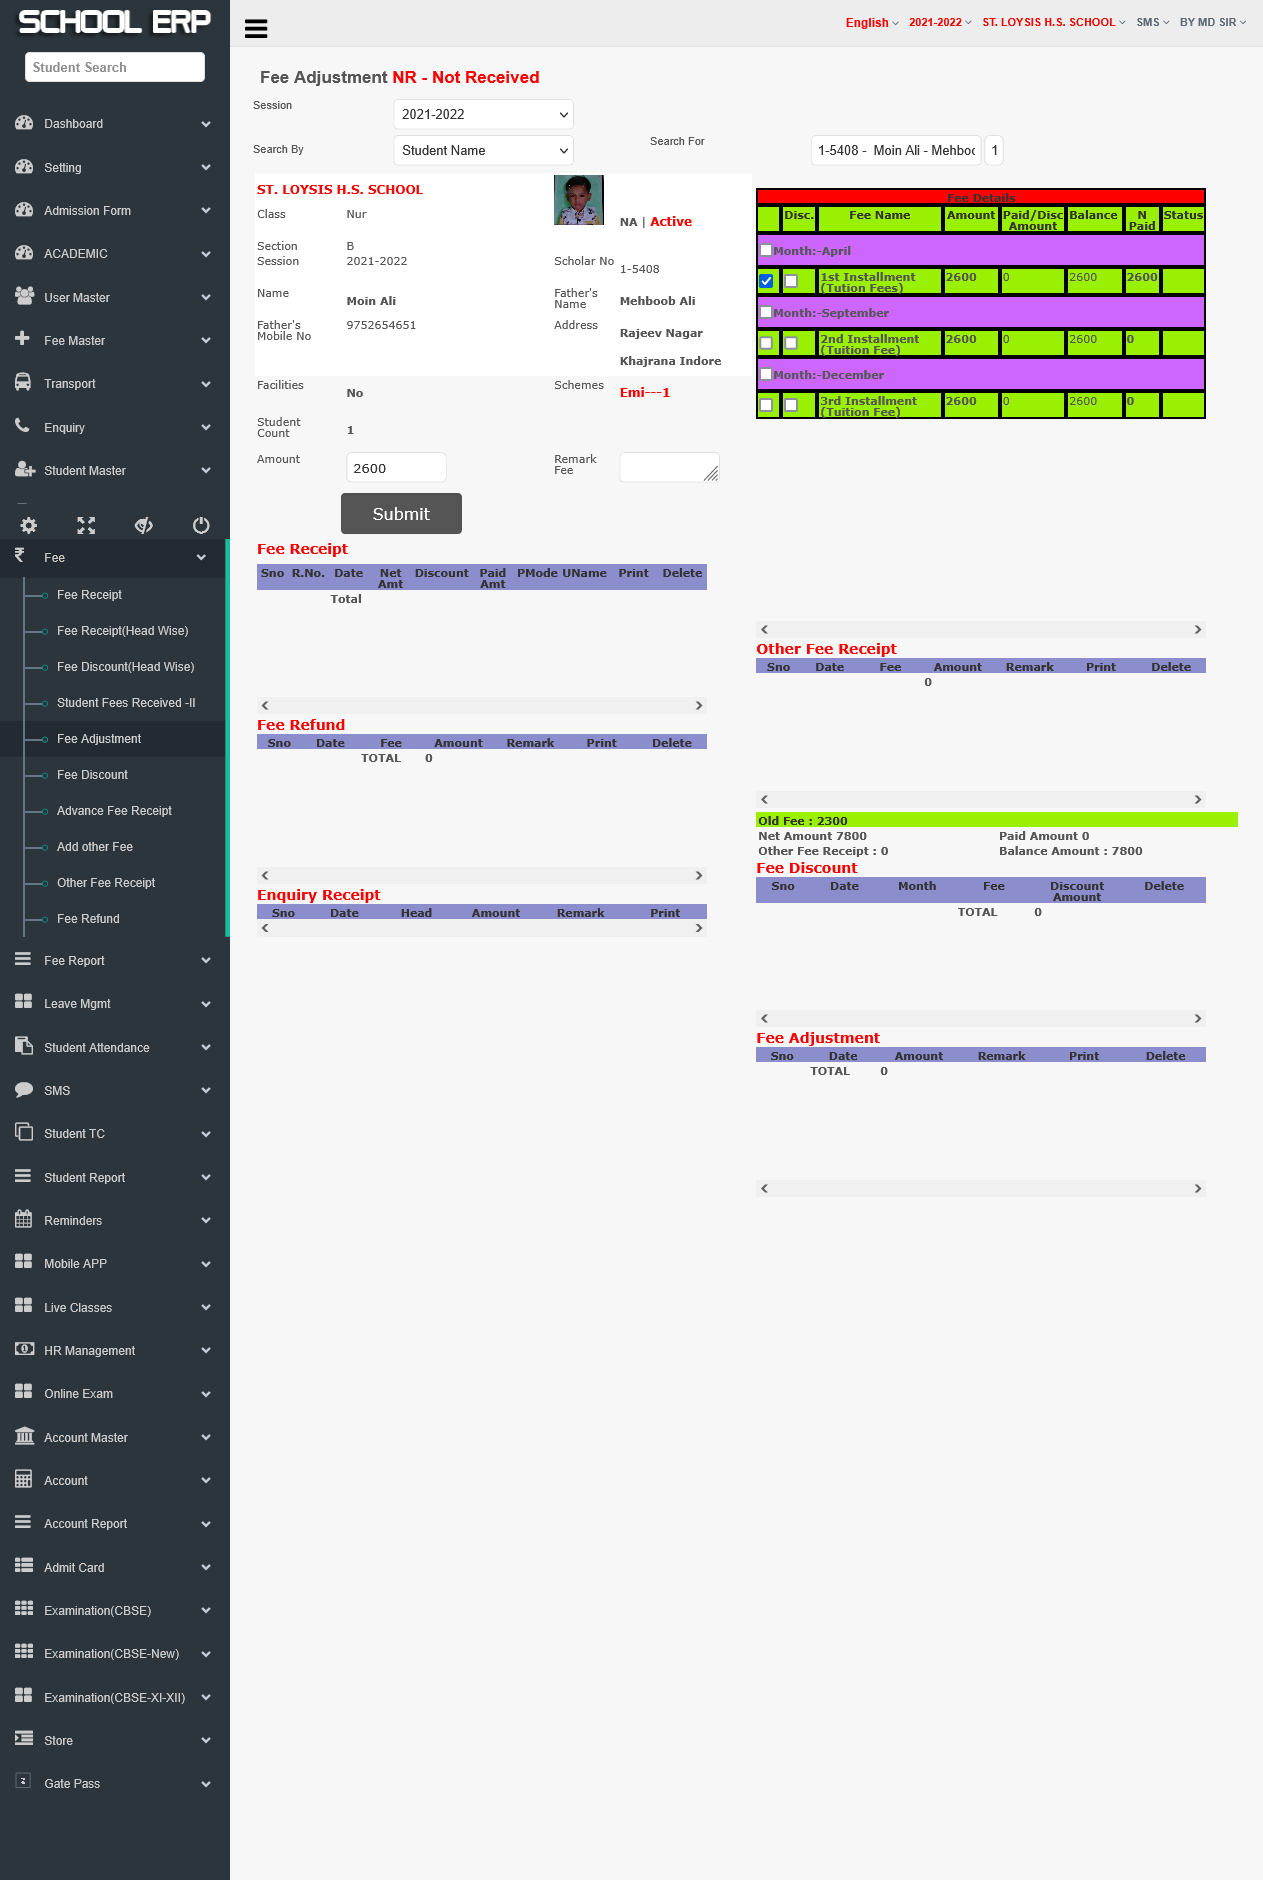 SCHOOL ERP
Student Search
Dashboard
Setting
Admission Form
ACADEMIC
User Master
Fee Master
Transport
Enquiry
Student Master
Fee
Fee Receipt
Fee Receipt(Head Wise)
Fee Discount(Head Wise)
Student Fees Received -II
Fee Adjustment
Fee Discount
Advance Fee Receipt
Add other Fee
Other Fee Receipt
Fee Refund
Fee Report
Leave Mgmt
Student Attendance
SMS
Student TC
Student Report
Reminders
Mobile APP
Live Classes
HR Management
Online Exam
Account Master
Account
Account Report
Admit Card
Examination(CBSE)
Examination(CBSE-New)
Examination(CBSE-XI-XII)
Store
Gate Pass
English 2021-2022 ST. LOYSIS H.S. SCHOOL SMS BY MD SIR
Fee Adjustment NR - Not Received
Session 2021-2022
Search By Student Name Search For 1-5408 - Moin Ali - Mehboo 1
ST. LOYSIS H.S. SCHOOL
Class Nur NA | Active
Section B
Session 2021-2022 Scholar No 1-5408
Name Moin Ali Father's Name Mehboob Ali
Father's Mobile No 9752654651 Address Rajeev Nagar
Khajrana Indore
Facilities No Schemes Emi---1
Student Count 1
Amount 2600 Remark Fee
Submit
Fee Receipt
Sno R.No. Date Net Amt Discount Paid Amt PMode UName Print Delete
Total
Fee Refund
Sno Date Fee Amount Remark Print Delete
TOTAL 0
Enquiry Receipt
Sno Date Head Amount Remark Print
Fee Details
Disc. Fee Name Amount Paid/Disc Amount Balance N Paid Status
Month:-April
1st Installment (Tution Fees) 2600 0 2600 2600
Month:-September
2nd Installment (Tuition Fee) 2600 0 2600 0
Month:-December
3rd Installment (Tuition Fee) 2600 0 2600 0
Other Fee Receipt
Sno Date Fee Amount Remark Print Delete
0
Old Fee : 2300
Net Amount 7800 Paid Amount 0
Other Fee Receipt : 0 Balance Amount : 7800
Fee Discount
Sno Date Month Fee Discount Amount Delete
TOTAL 0
Fee Adjustment
Sno Date Amount Remark Print Delete
TOTAL 0